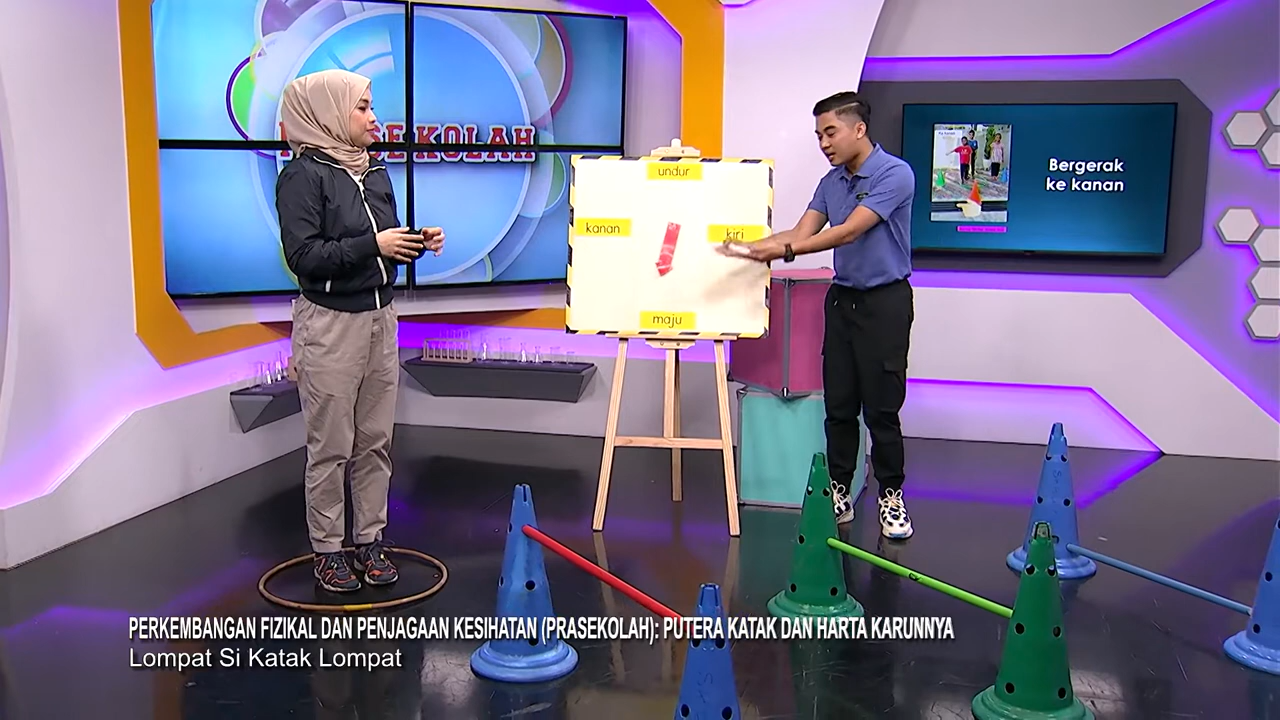 PRASEKOLAH
undur
kanan
kiri
maju
Bergerak
ke kanan
PERKEMBANGAN FIZIKAL DAN PENJAGAAN KESIHATAN (PRASEKOLAH): PUTERA KATAK DAN HARTA KARUNNYA
Lompat Si Katak Lompat